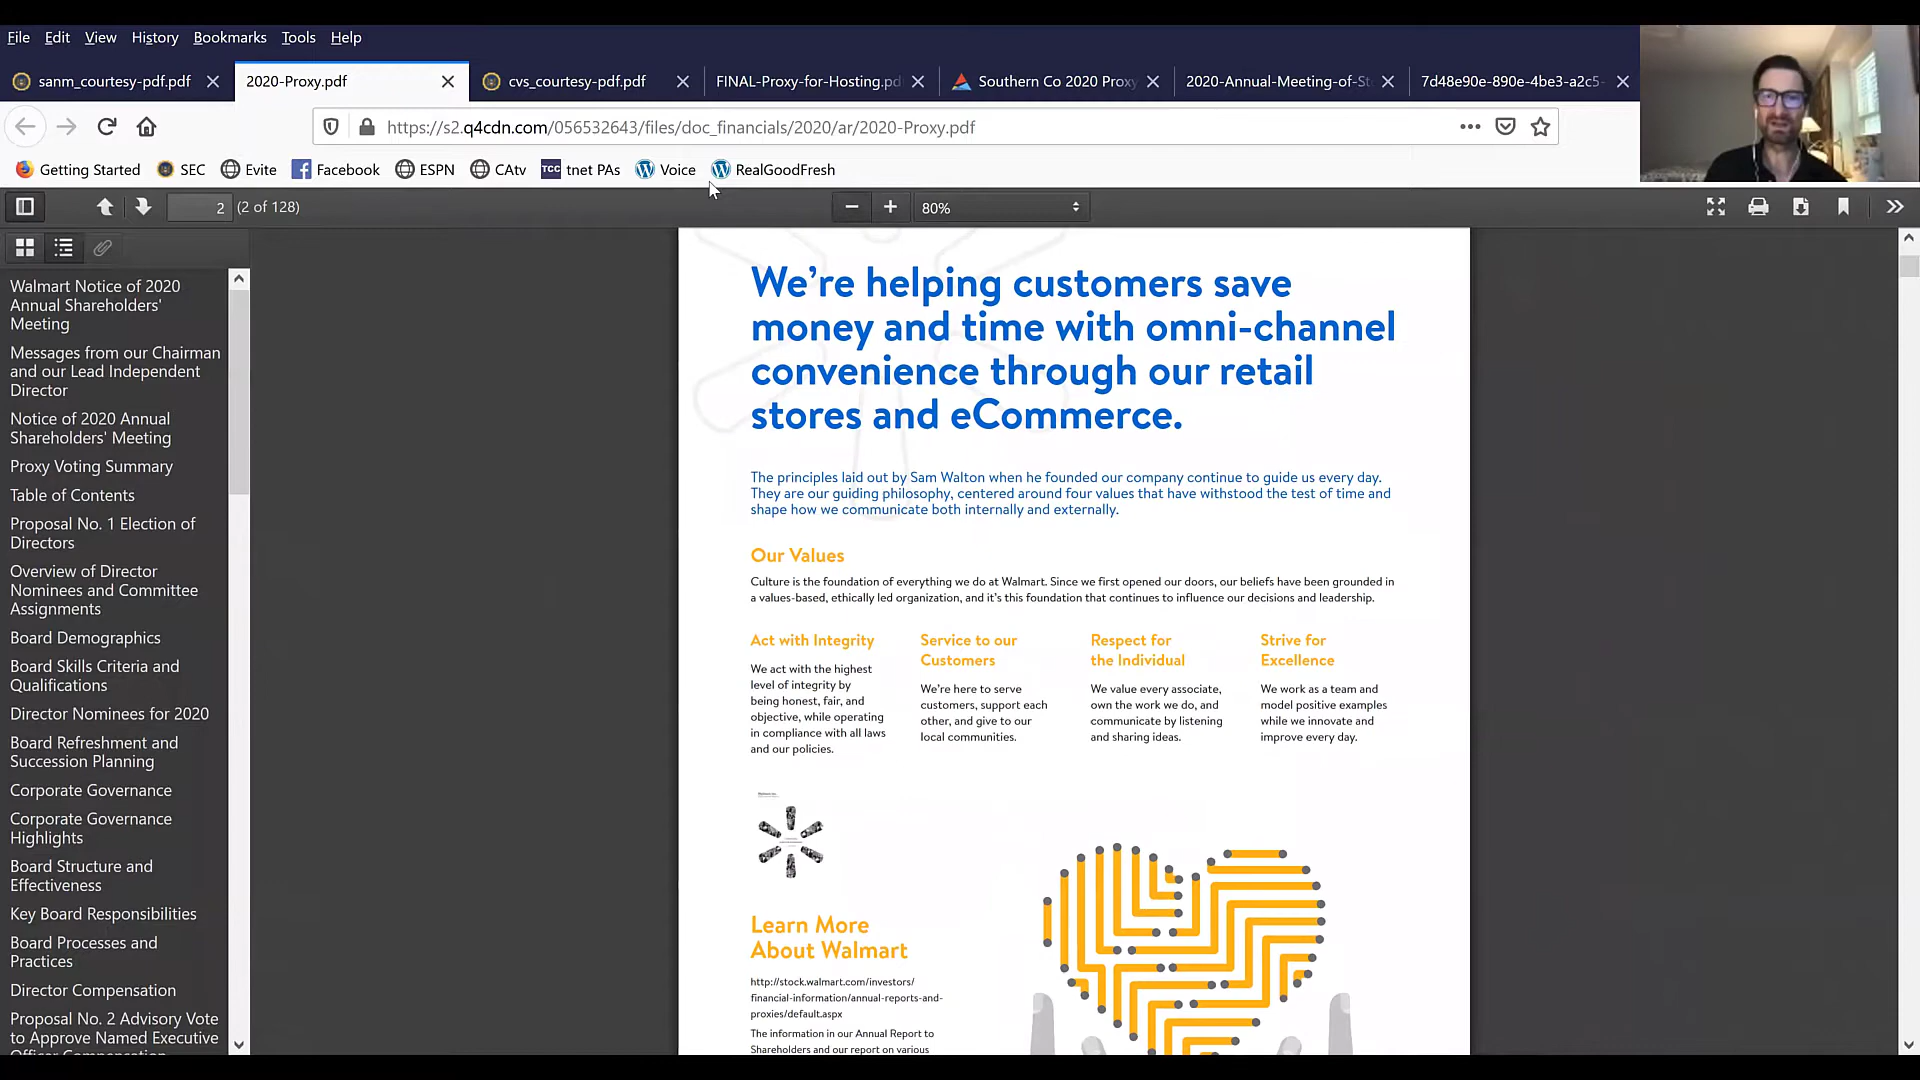 File Edit View History Bookmarks Tools Help
sanm_courtesy-pdf.pdf
2020-Proxy.pdf
cvs_courtesy-pdf.pdf
FINAL-Proxy-for-Hosting.pd
Southern Co 2020 Proxy
2020-Annual-Meeting-of-St
7d48e90e-890e-4be3-a2c5-
https://s2.q4cdn.com/056532643/files/doc_financials/2020/ar/2020-Proxy.pdf
Getting Started SEC Evite Facebook ESPN CAtv TCC tnet PAs Voice RealGoodFresh
2 (2 of 128)
80%
Walmart Notice of 2020
Annual Shareholders'
Meeting
Messages from our Chairman
and our Lead Independent
Director
Notice of 2020 Annual
Shareholders' Meeting
Proxy Voting Summary
Table of Contents
Proposal No. 1 Election of
Directors
Overview of Director
Nominees and Committee
Assignments
Board Demographics
Board Skills Criteria and
Qualifications
Director Nominees for 2020
Board Refreshment and
Succession Planning
Corporate Governance
Corporate Governance
Highlights
Board Structure and
Effectiveness
Key Board Responsibilities
Board Processes and
Practices
Director Compensation
Proposal No. 2 Advisory Vote
to Approve Named Executive
Officer Compensation
We’re helping customers save
money and time with omni-channel
convenience through our retail
stores and eCommerce.
The principles laid out by Sam Walton when he founded our company continue to guide us every day.
They are our guiding philosophy, centered around four values that have withstood the test of time and
shape how we communicate both internally and externally.
Our Values
Culture is the foundation of everything we do at Walmart. Since we first opened our doors, our beliefs have been grounded in
a values-based, ethically led organization, and it’s this foundation that continues to influence our decisions and leadership.
Act with Integrity
We act with the highest
level of integrity by
being honest, fair, and
objective, while operating
in compliance with all laws
and our policies.
Service to our
Customers
We’re here to serve
customers, support each
other, and give to our
local communities.
Respect for
the Individual
We value every associate,
own the work we do, and
communicate by listening
and sharing ideas.
Strive for
Excellence
We work as a team and
model positive examples
while we innovate and
improve every day.
Learn More
About Walmart
http://stock.walmart.com/investors/
financial-information/annual-reports-and-
proxies/default.aspx
The information in our Annual Report to
Shareholders and our report on various